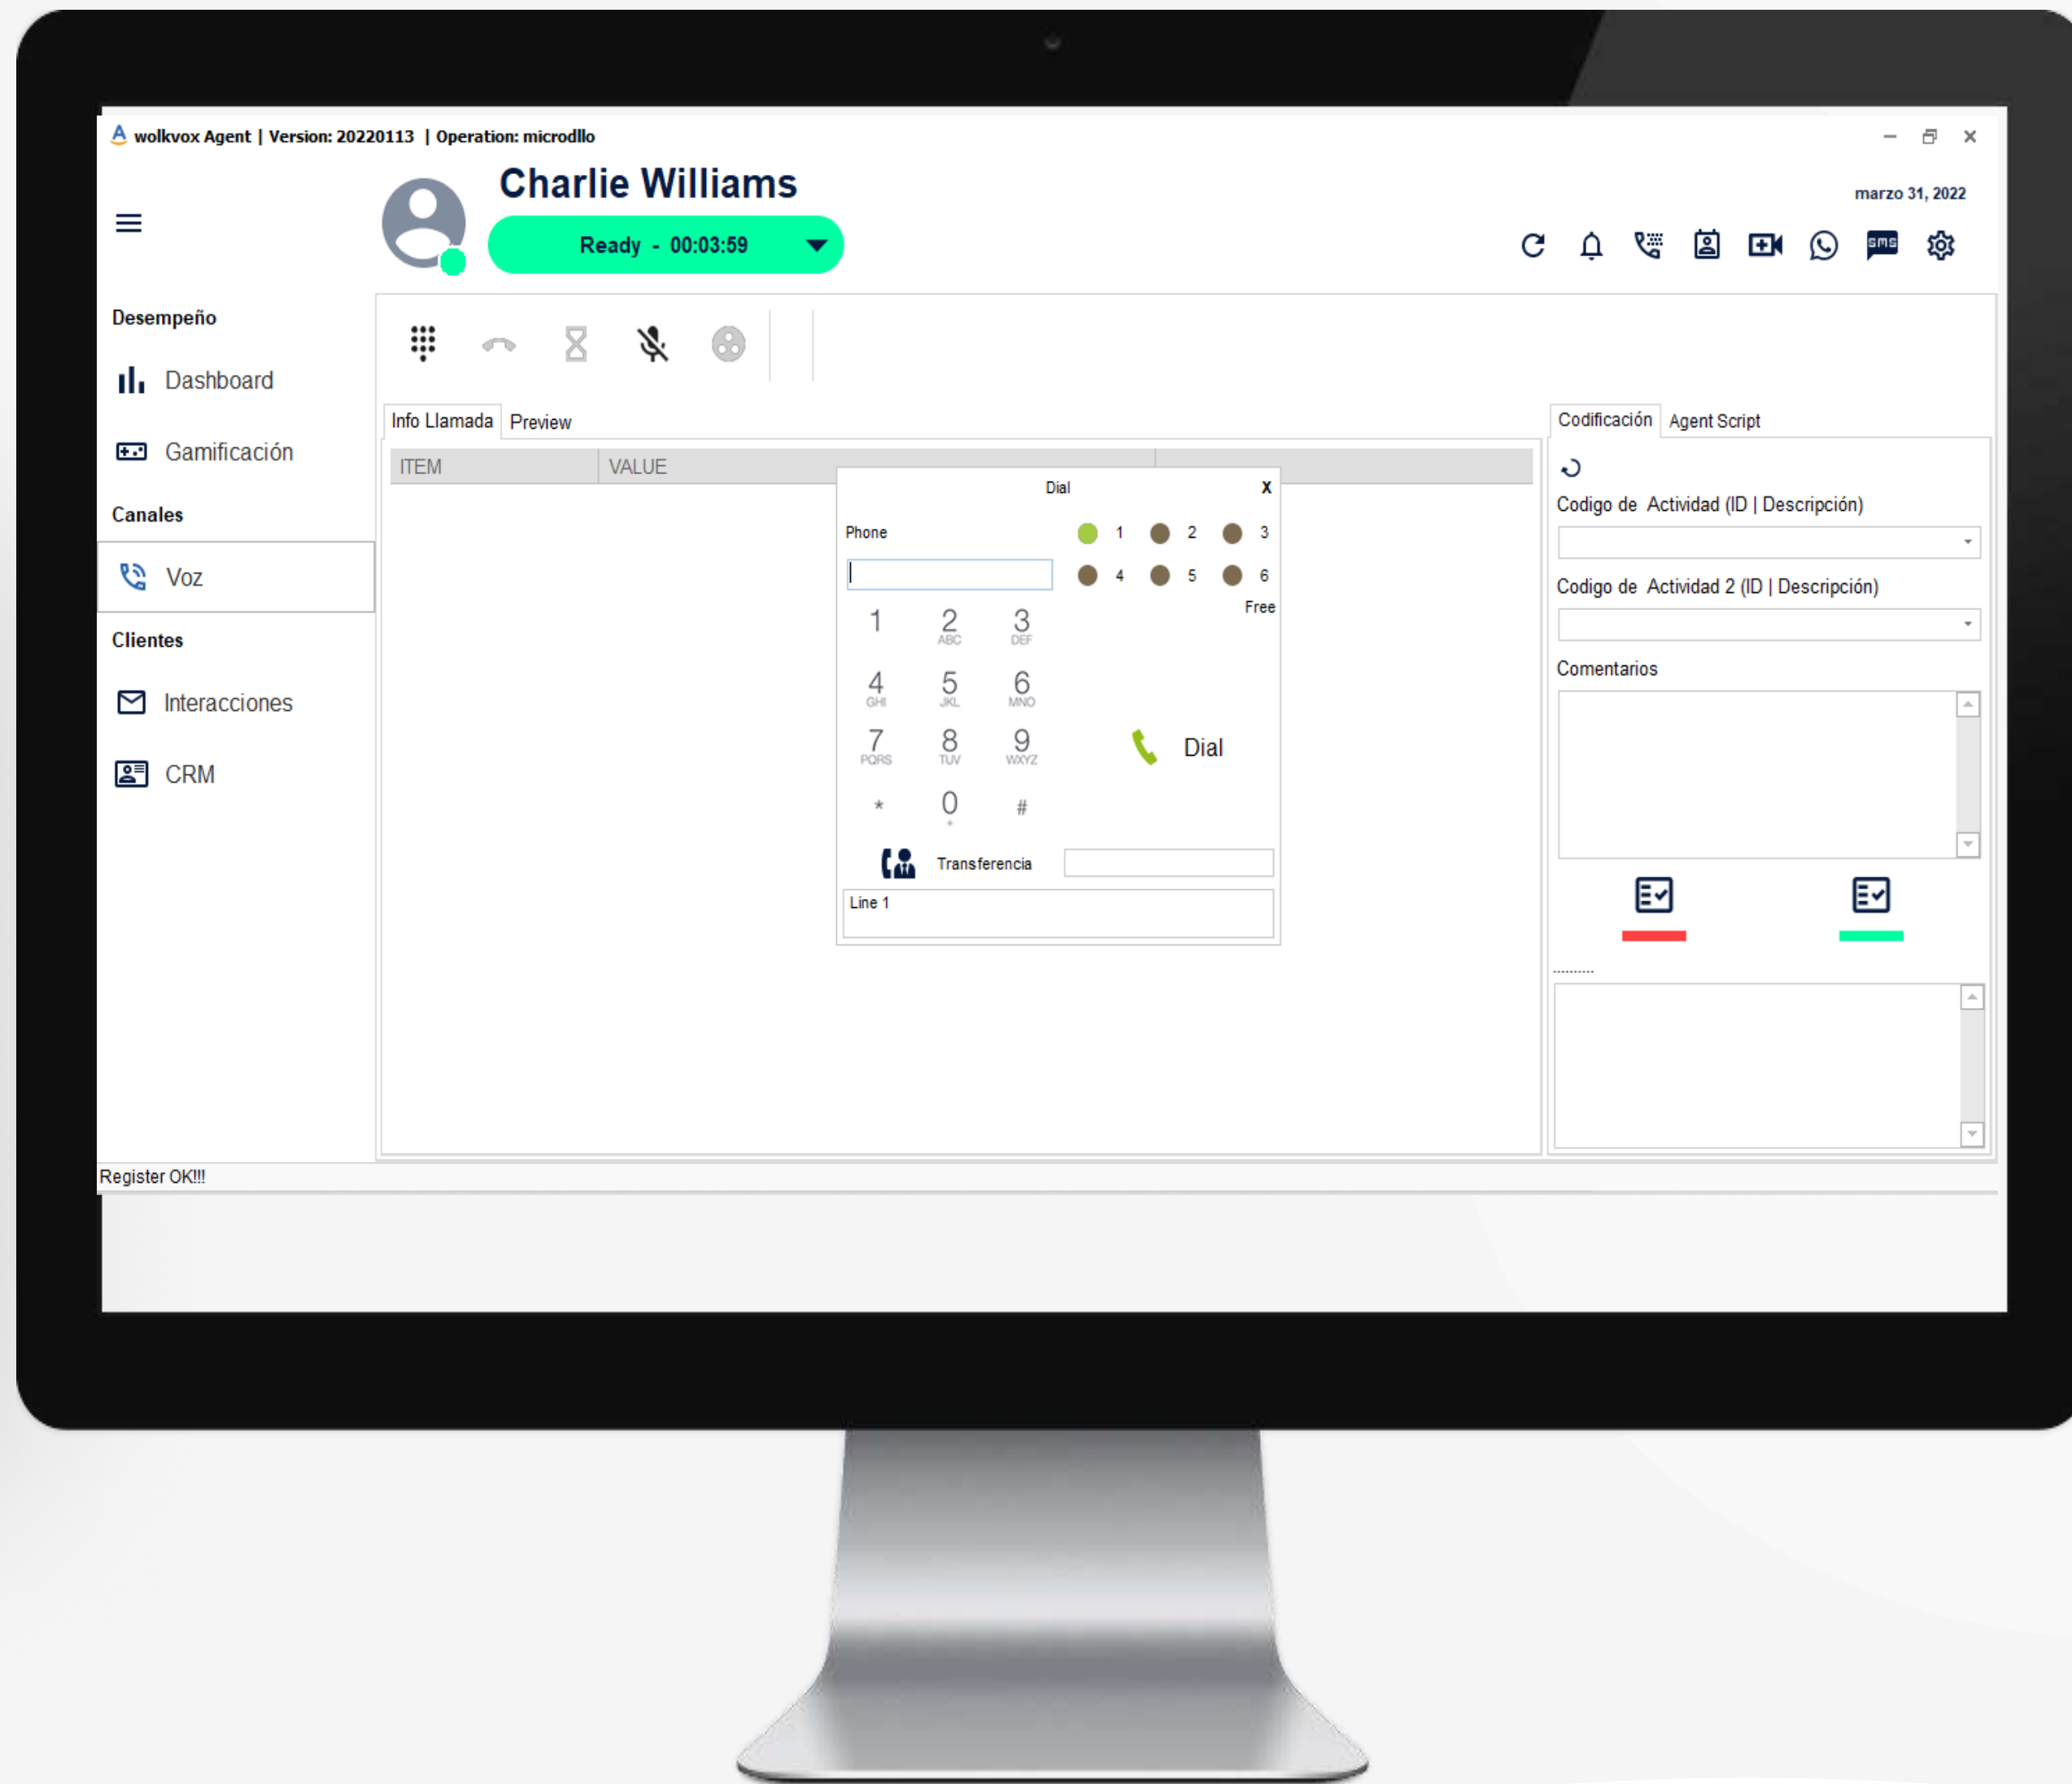 wolkvox Agent | Version: 20220113 | Operation: microdllo
Charlie Williams
marzo 31, 2022
Ready - 00:03:59
SMS
Desempeño
Dashboard
Gamificación
Canales
Voz
Clientes
Interacciones
CRM
Info Llamada Preview
ITEM VALUE
Dial X
Phone
1 2 3
4 5 6
Free
1 2 ABC 3 DEF
4 GHI 5 JKL 6 MNO
7 PQRS 8 TUV 9 WXYZ
Dial
* 0 + #
Transferencia
Line 1
Codificación Agent Script
Codigo de Actividad (ID | Descripción)
Codigo de Actividad 2 (ID | Descripción)
Comentarios
..........
Register OK!!!